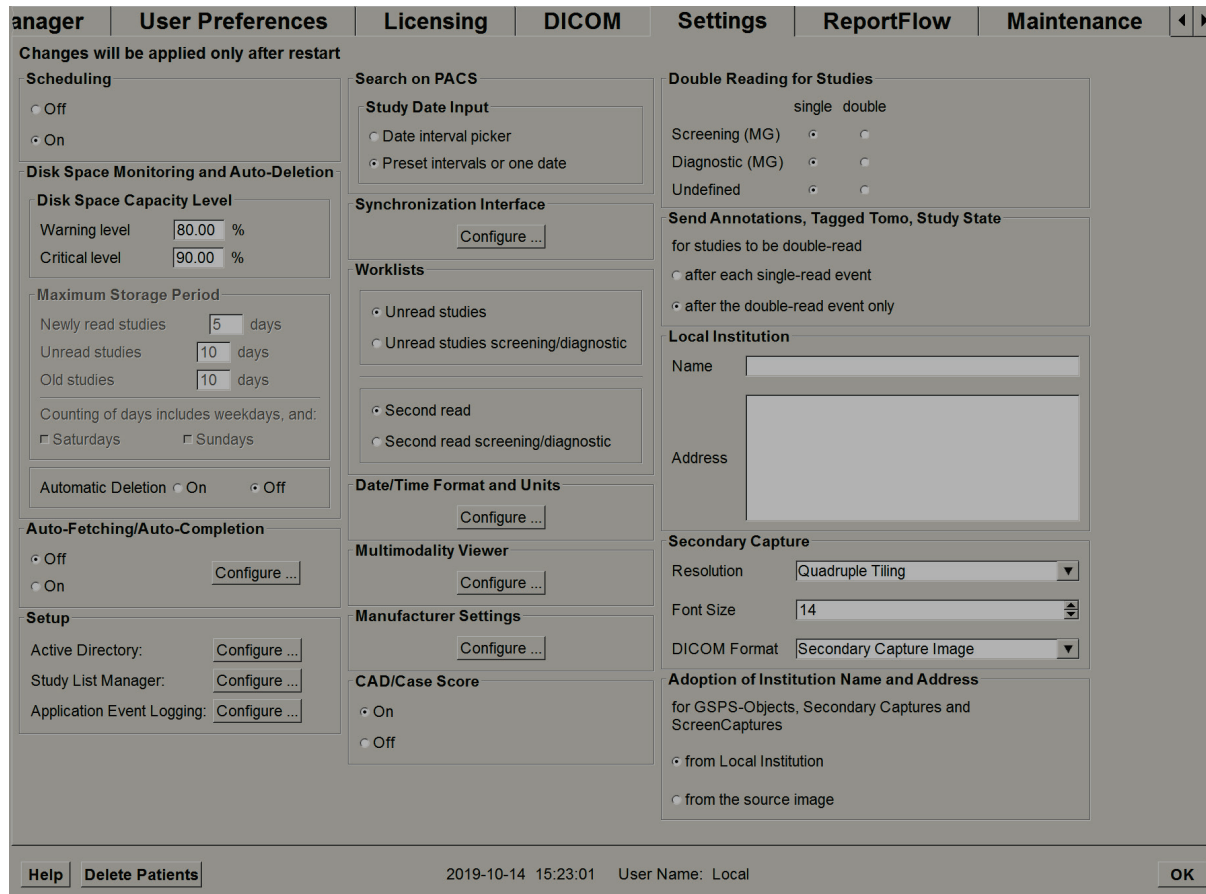 anager User Preferences Licensing DICOM Settings ReportFlow Maintenance
Changes will be applied only after restart
Scheduling
Off
On
Disk Space Monitoring and Auto-Deletion
Disk Space Capacity Level
Warning level 80.00 %
Critical level 90.00 %
Maximum Storage Period
Newly read studies 5 days
Unread studies 10 days
Old studies 10 days
Counting of days includes weekdays, and:
Saturdays Sundays
Automatic Deletion On Off
Auto-Fetching/Auto-Completion
Off
On
Configure ...
Setup
Active Directory: Configure ...
Study List Manager: Configure ...
Application Event Logging: Configure ...
Search on PACS
Study Date Input
Date interval picker
Preset intervals or one date
Synchronization Interface
Configure ...
Worklists
Unread studies
Unread studies screening/diagnostic
Second read
Second read screening/diagnostic
Date/Time Format and Units
Configure ...
Multimodality Viewer
Configure ...
Manufacturer Settings
Configure ...
CAD/Case Score
On
Off
Double Reading for Studies
single double
Screening (MG)
Diagnostic (MG)
Undefined
Send Annotations, Tagged Tomo, Study State
for studies to be double-read
after each single-read event
after the double-read event only
Local Institution
Name
Address
Secondary Capture
Resolution Quadruple Tiling
Font Size 14
DICOM Format Secondary Capture Image
Adoption of Institution Name and Address
for GSPS-Objects, Secondary Captures and
ScreenCaptures
from Local Institution
from the source image
Help Delete Patients 2019-10-14 15:23:01 User Name: Local OK